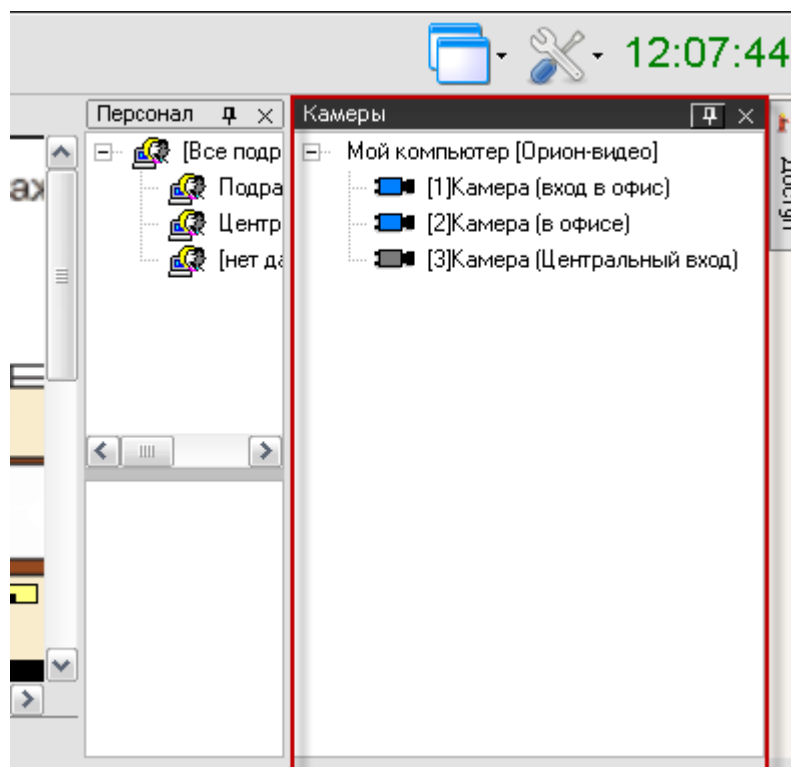 12:07:44
Персонал
Камеры
[Все подр
Подра
Центр
[нет да
Мой компьютер [Орион-видео]
[1]Камера (вход в офис)
[2]Камера (в офисе)
[3]Камера (Центральный вход)
Доступ
ах